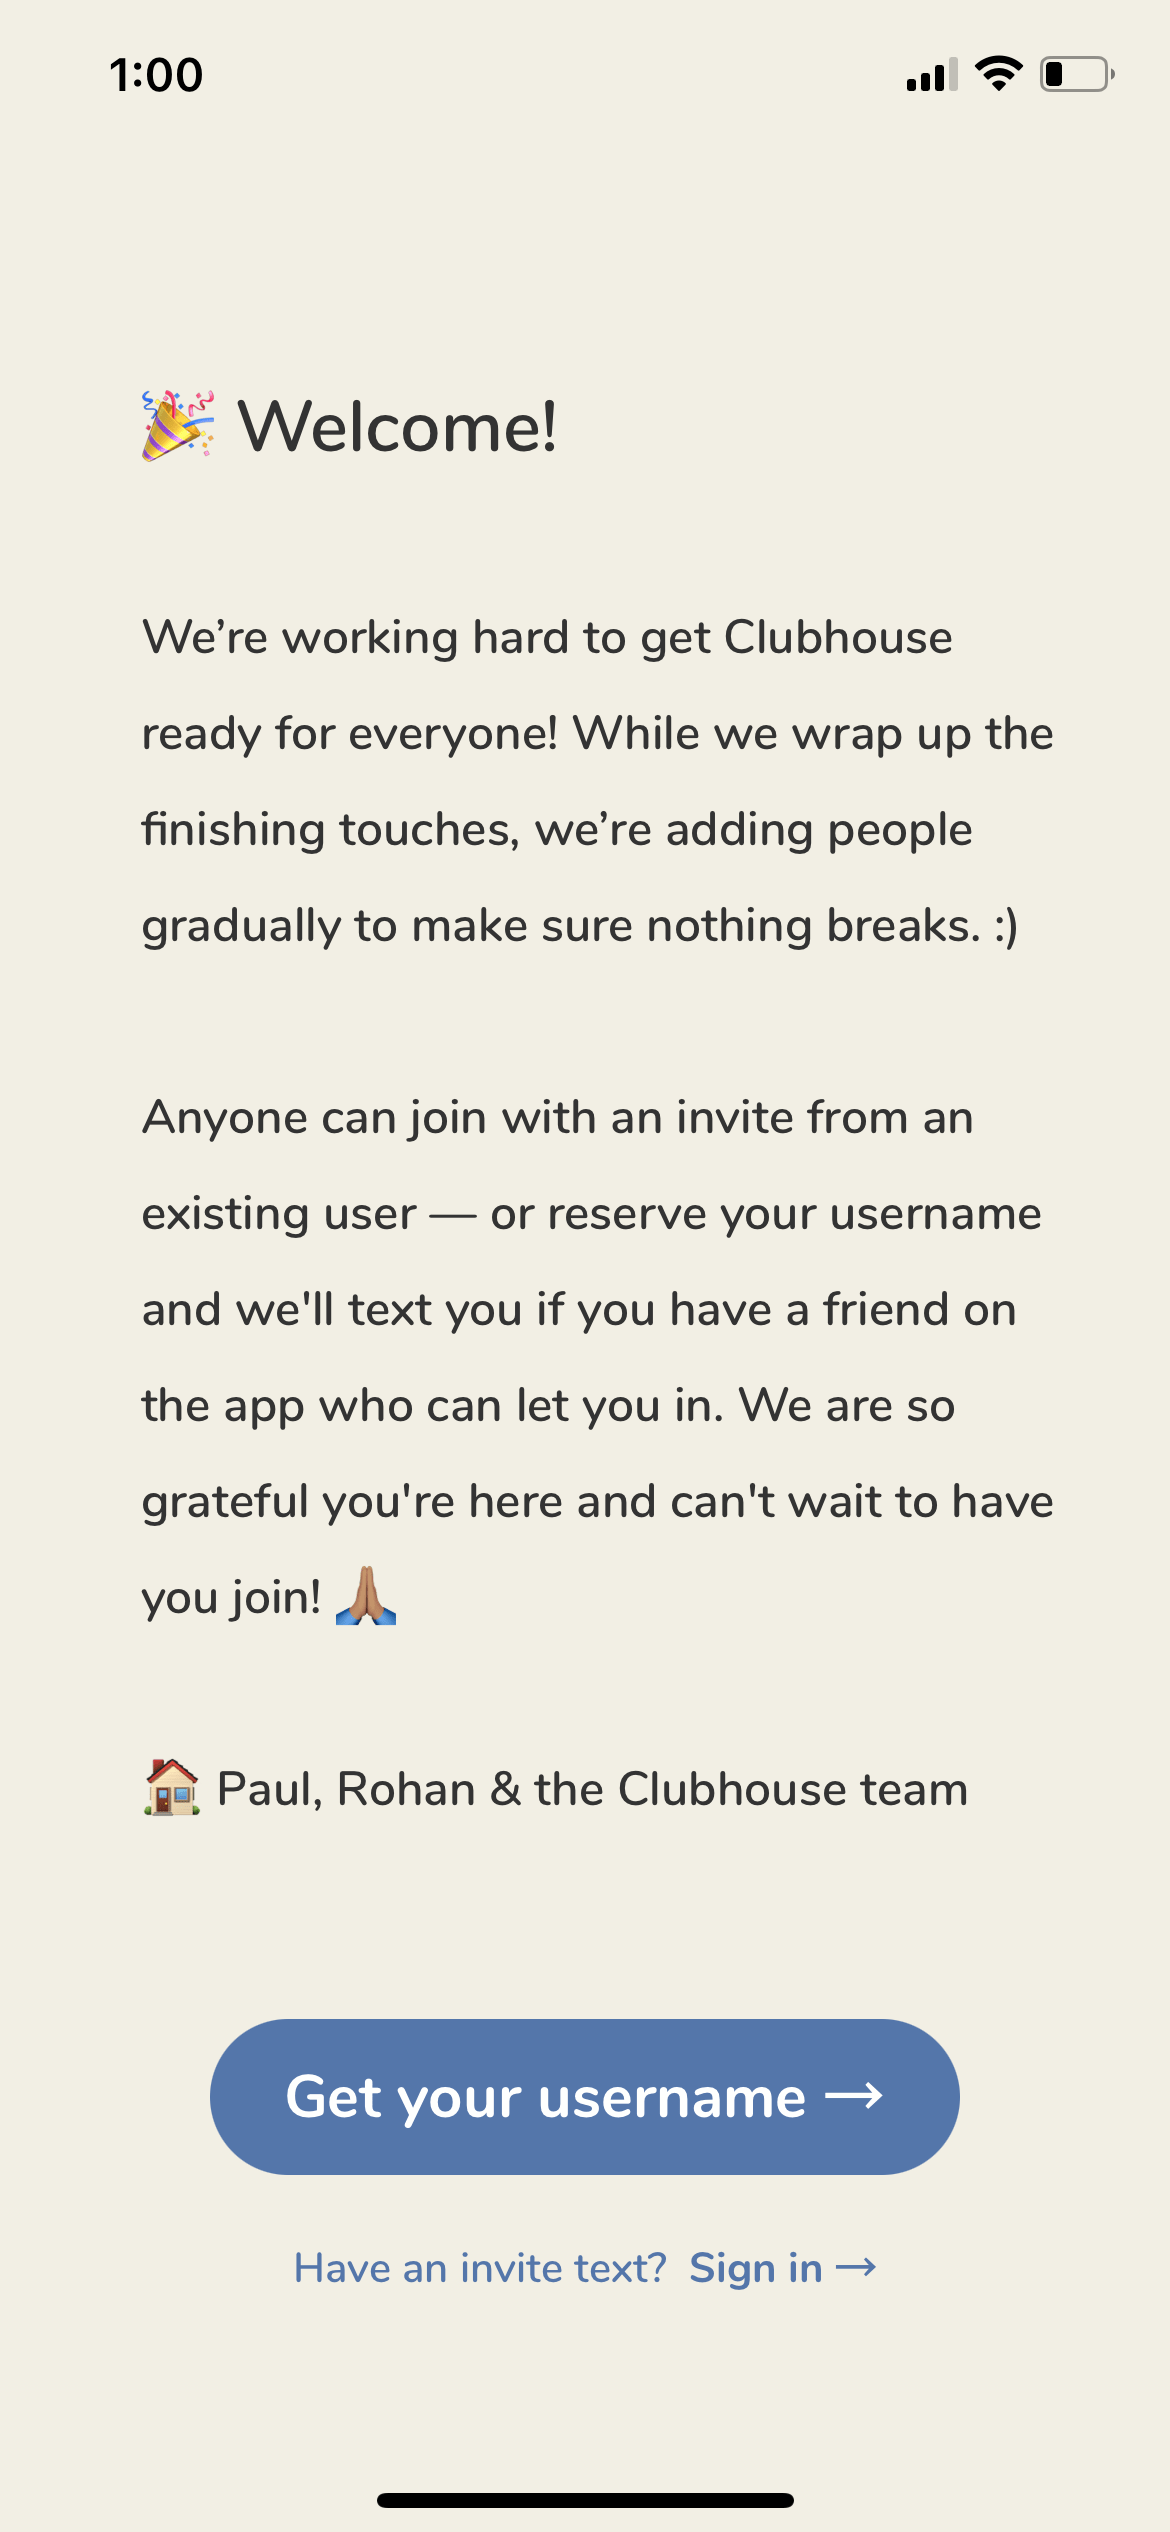 1:00
🎉 Welcome!
We’re working hard to get Clubhouse
ready for everyone! While we wrap up the
finishing touches, we’re adding people
gradually to make sure nothing breaks. :)
Anyone can join with an invite from an
existing user — or reserve your username
and we'll text you if you have a friend on
the app who can let you in. We are so
grateful you're here and can't wait to have
you join! 🙏🏽
🏠 Paul, Rohan & the Clubhouse team
Get your username →
Have an invite text? Sign in →